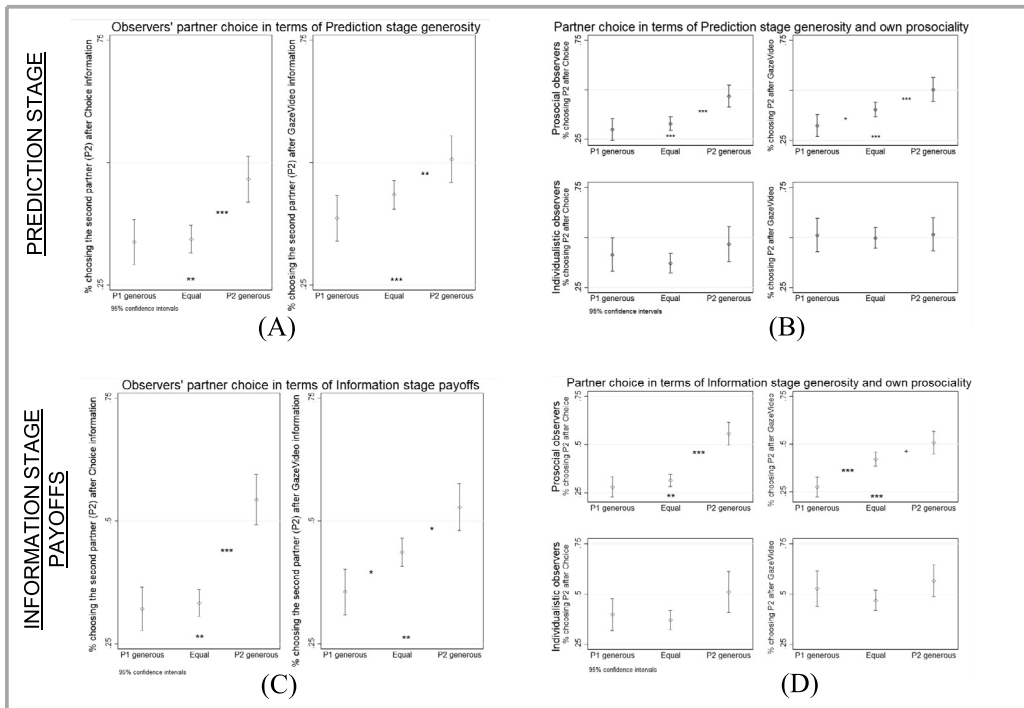 PREDICTION STAGE
Observers' partner choice in terms of Prediction stage generosity
% choosing the second partner (P2) after Choice information
.75
.25
***
**
P1 generous Equal P2 generous
95% confidence intervals
% choosing the second partner (P2) after GazeVideo information
**
***
P1 generous Equal P2 generous
(A)
Partner choice in terms of Prediction stage generosity and own prosociality
Prosocial observers
% choosing P2 after Choice
.75
.25
***
***
P1 generous Equal P2 generous
% choosing P2 after GazeVideo
.75
.25
*
***
***
P1 generous Equal P2 generous
Individualistic observers
% choosing P2 after Choice
.75
.25
P1 generous Equal P2 generous
% choosing P2 after GazeVideo
.75
.25
P1 generous Equal P2 generous
95% confidence intervals
(B)
INFORMATION STAGE
PAYOFFS
Observers' partner choice in terms of Information stage payoffs
% choosing the second partner (P2) after Choice information
.75
.5
.25
***
**
P1 generous Equal P2 generous
95% confidence intervals
% choosing the second partner (P2) after GazeVideo information
.75
.5
.25
*
*
**
P1 generous Equal P2 generous
(C)
Partner choice in terms of Information stage generosity and own prosociality
Prosocial observers
% choosing P2 after Choice
.75
.5
.25
***
**
P1 generous Equal P2 generous
% choosing P2 after GazeVideo
.75
.5
.25
***
+
***
P1 generous Equal P2 generous
Individualistic observers
% choosing P2 after Choice
.75
.5
.25
P1 generous Equal P2 generous
% choosing P2 after GazeVideo
.75
.5
.25
P1 generous Equal P2 generous
95% confidence intervals
(D)